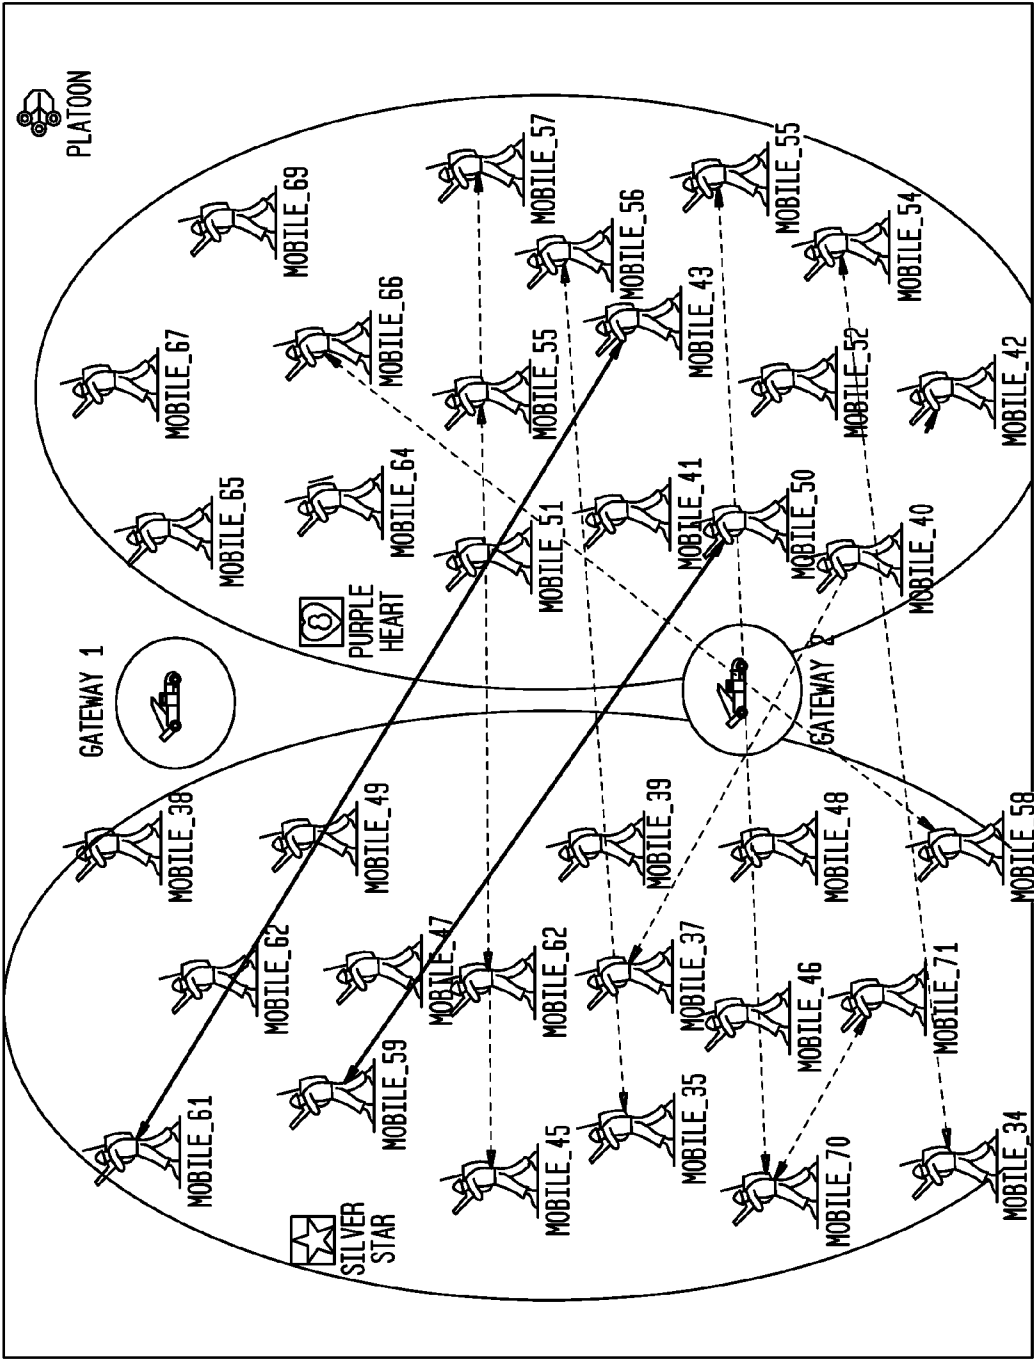 PLATOON
GATEWAY 1
MOBILE_38
MOBILE_67
MOBILE_61
MOBILE_65
MOBILE_62
MOBILE_69
SILVER
STAR
PURPLE
HEART
MOBILE_49
MOBILE_66
MOBILE_59
MOBILE_64
MOBILE_47
MOBILE_45
MOBILE_62
MOBILE_51
MOBILE_55
MOBILE_57
MOBILE_56
MOBILE_39
MOBILE_35
MOBILE_37
MOBILE_41
MOBILE_43
MOBILE_55
MOBILE_46
MOBILE_50
GATEWAY 2
MOBILE_70
MOBILE_48
MOBILE_52
MOBILE_54
MOBILE_40
MOBILE_71
MOBILE_34
MOBILE_58
MOBILE_42